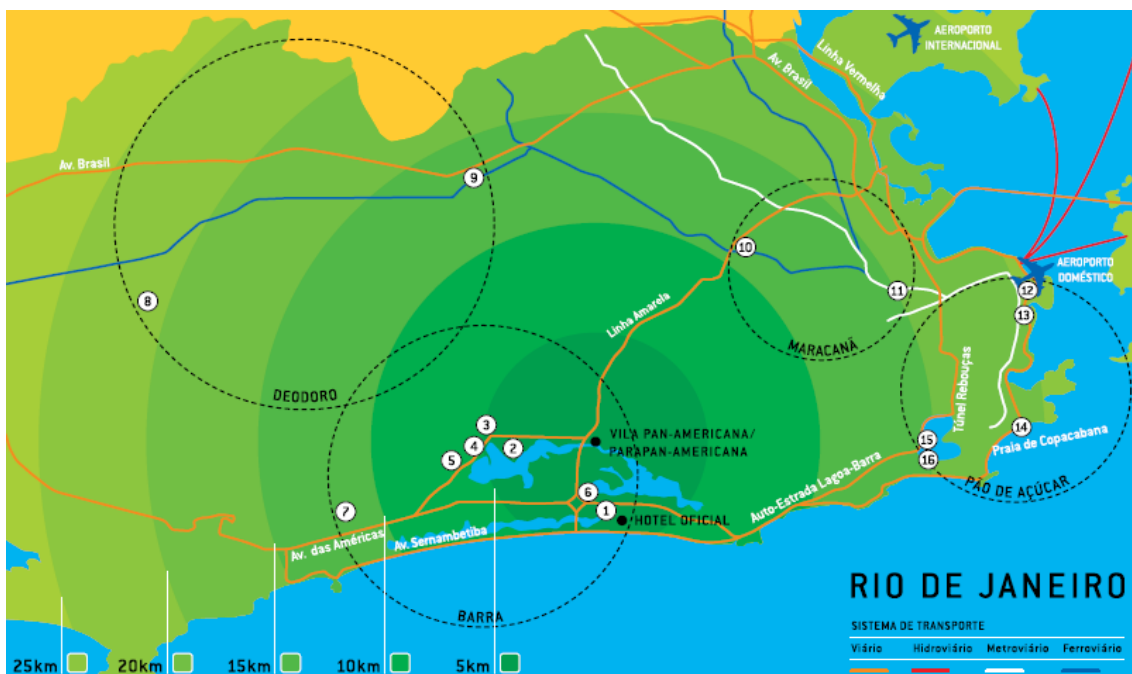 AEROPORTO
INTERNACIONAL
Linha Vermelha
Av. Brasil
Av. Brasil
9
10
AEROPORTO
DOMÉSTICO
8
11
12
13
MARACANÃ
Linha Amarela
DEODORO
Túnel Rebouças
3
4
2
5
VILA PAN-AMERICANA/
PARAPAN-AMERICANA
14
15
Praia de Copacabana
16
PÃO DE AÇÚCAR
6
7
1
HOTEL OFICIAL
Auto-Estrada Lagoa-Barra
Av. das Américas
Av. Sernambetiba
BARRA
RIO DE JANEIRO
SISTEMA DE TRANSPORTE
Viário Hidroviário Metroviário Ferroviário
25km 20km 15km 10km 5km